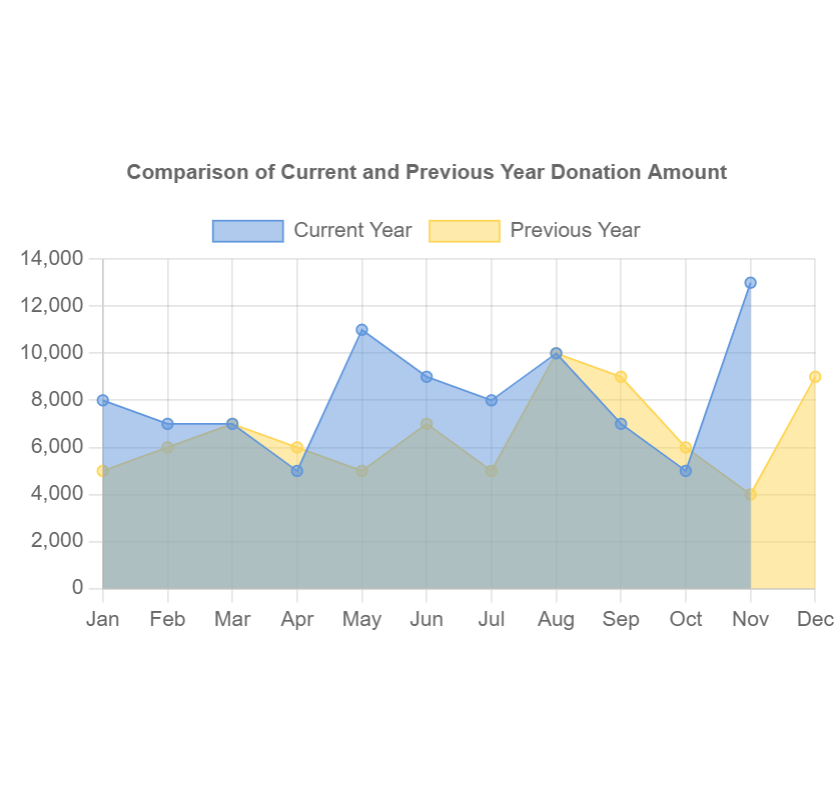 Comparison of Current and Previous Year Donation Amount
Current Year Previous Year
14,000
12,000
10,000
8,000
6,000
4,000
2,000
0
Jan Feb Mar Apr May Jun Jul Aug Sep Oct Nov Dec